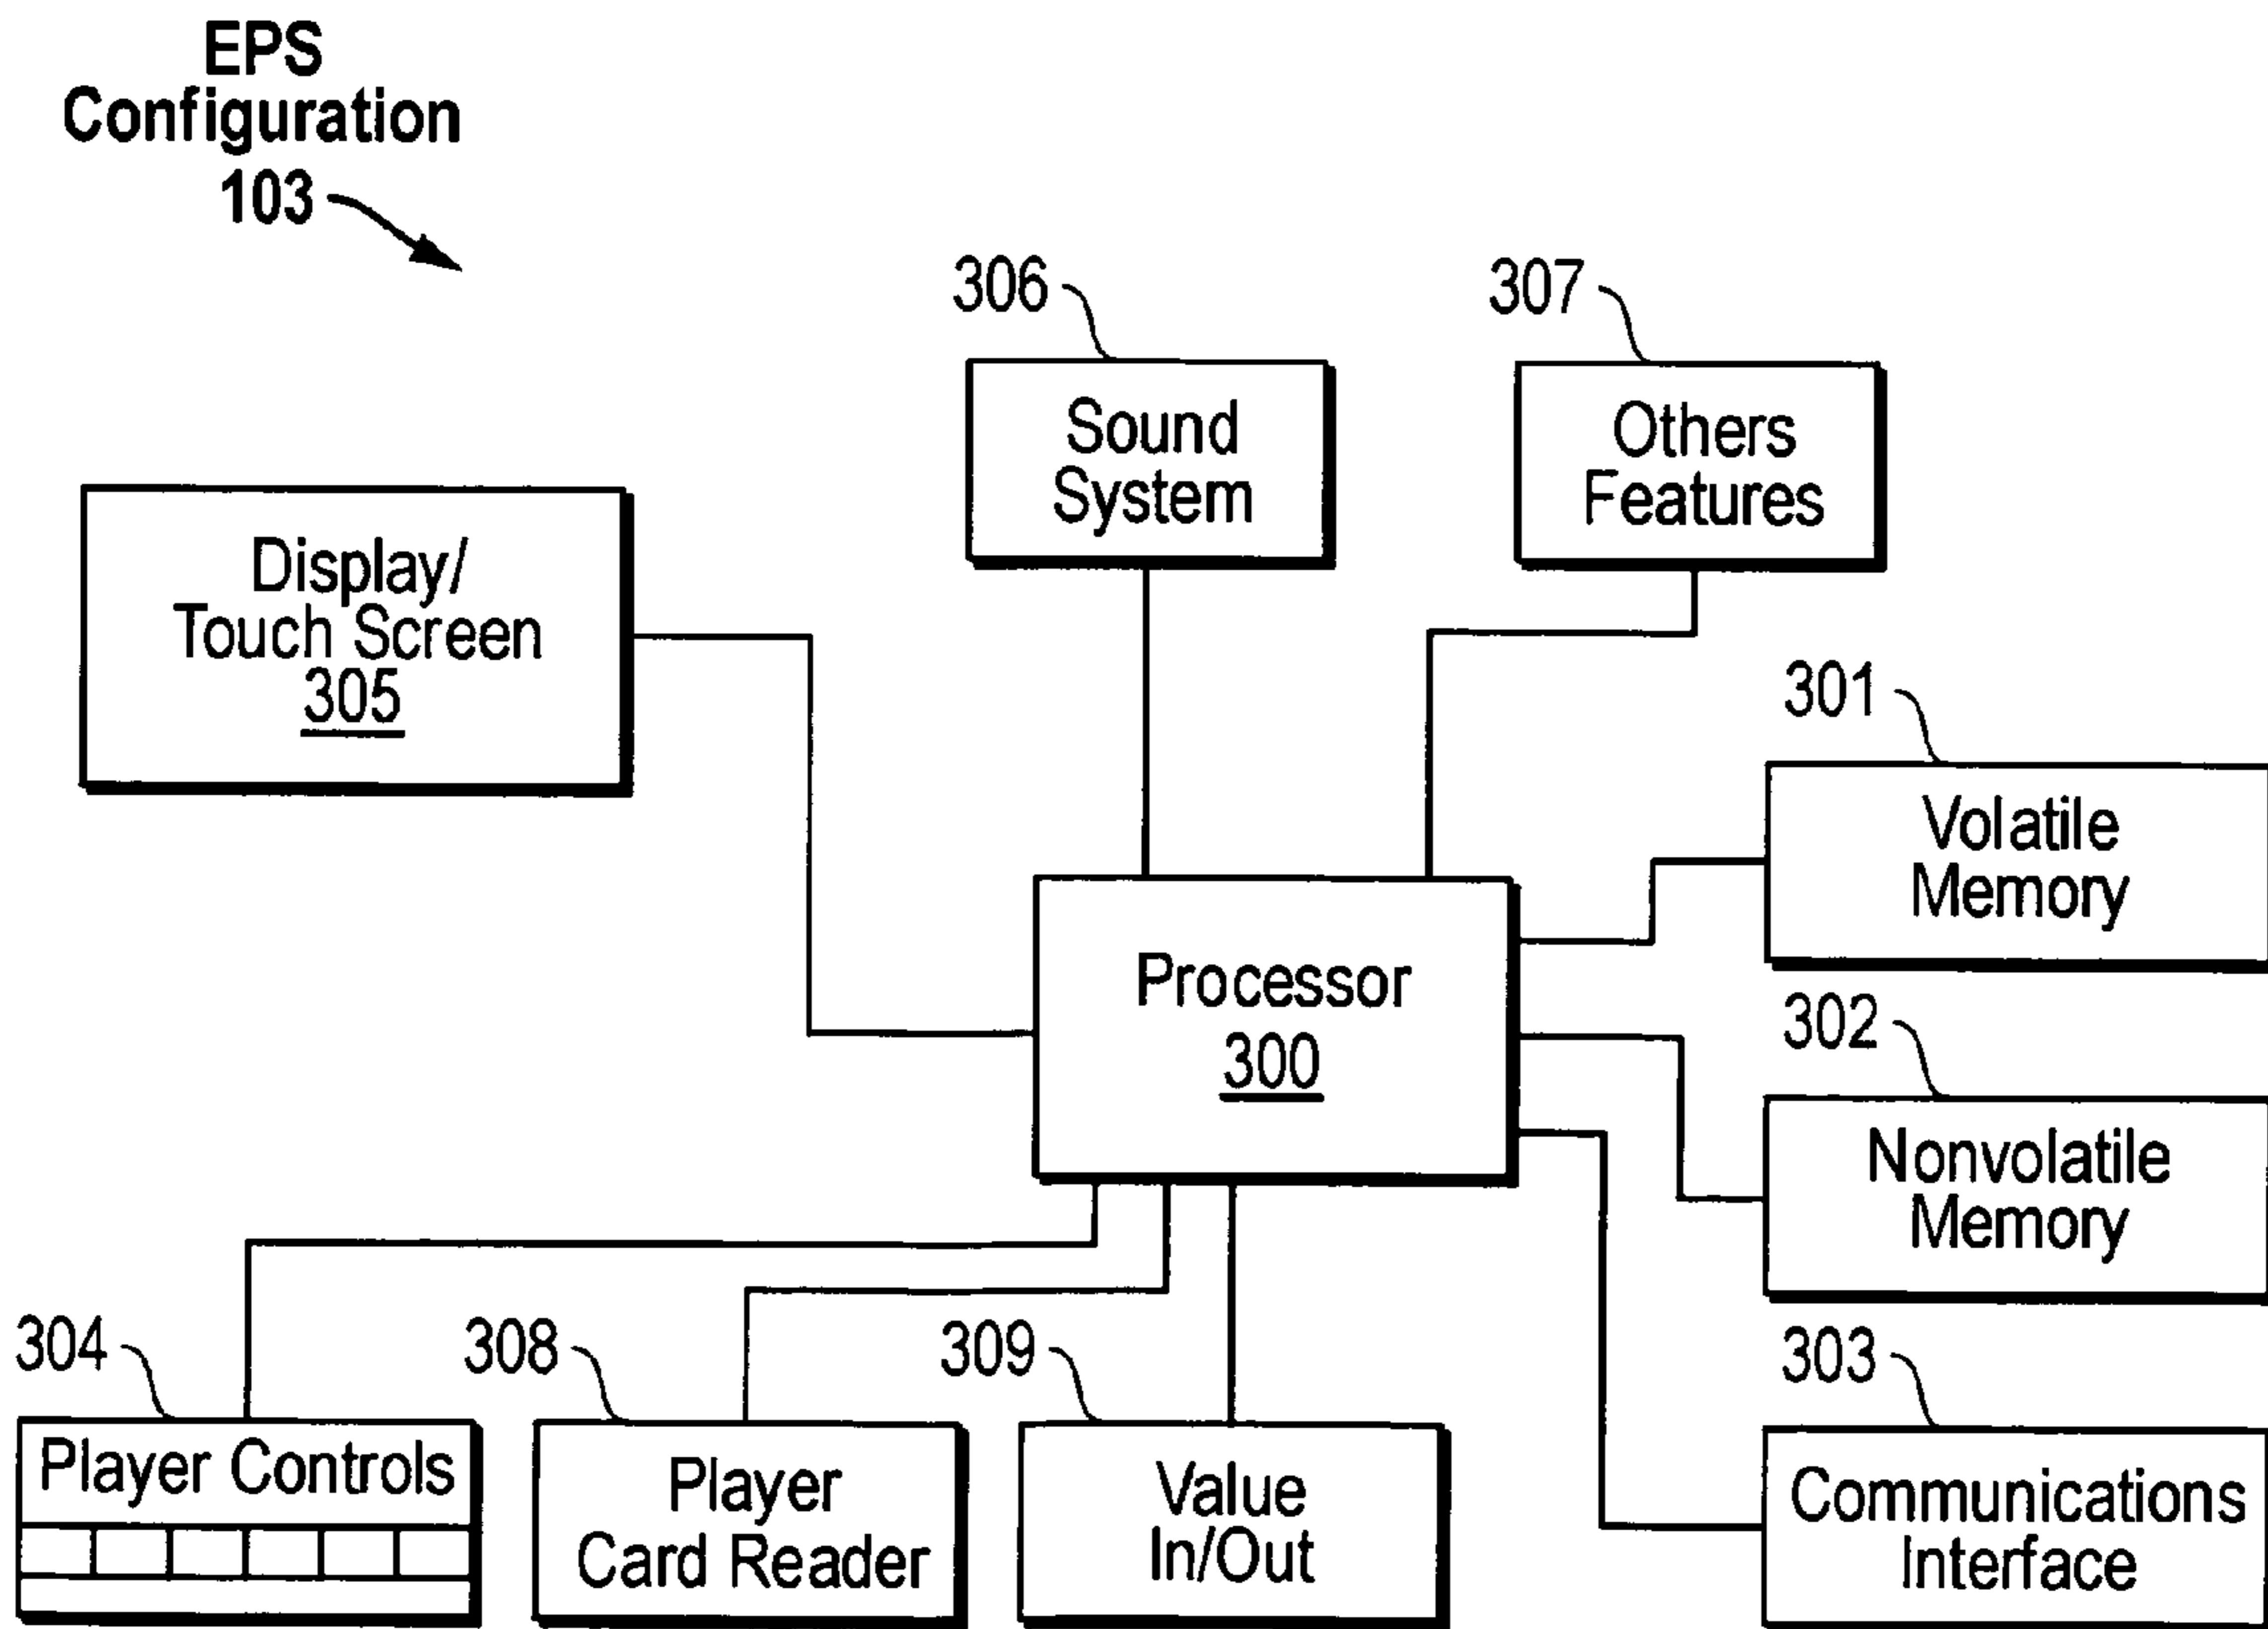 EPS
Configuration
103
306
307
Sound
System
Others
Features
Display/
Touch Screen
305
301
Volatile
Memory
Processor
300
302
Nonvolatile
Memory
304
308
309
303
Player Controls
Player
Card Reader
Value
In/Out
Communications
Interface